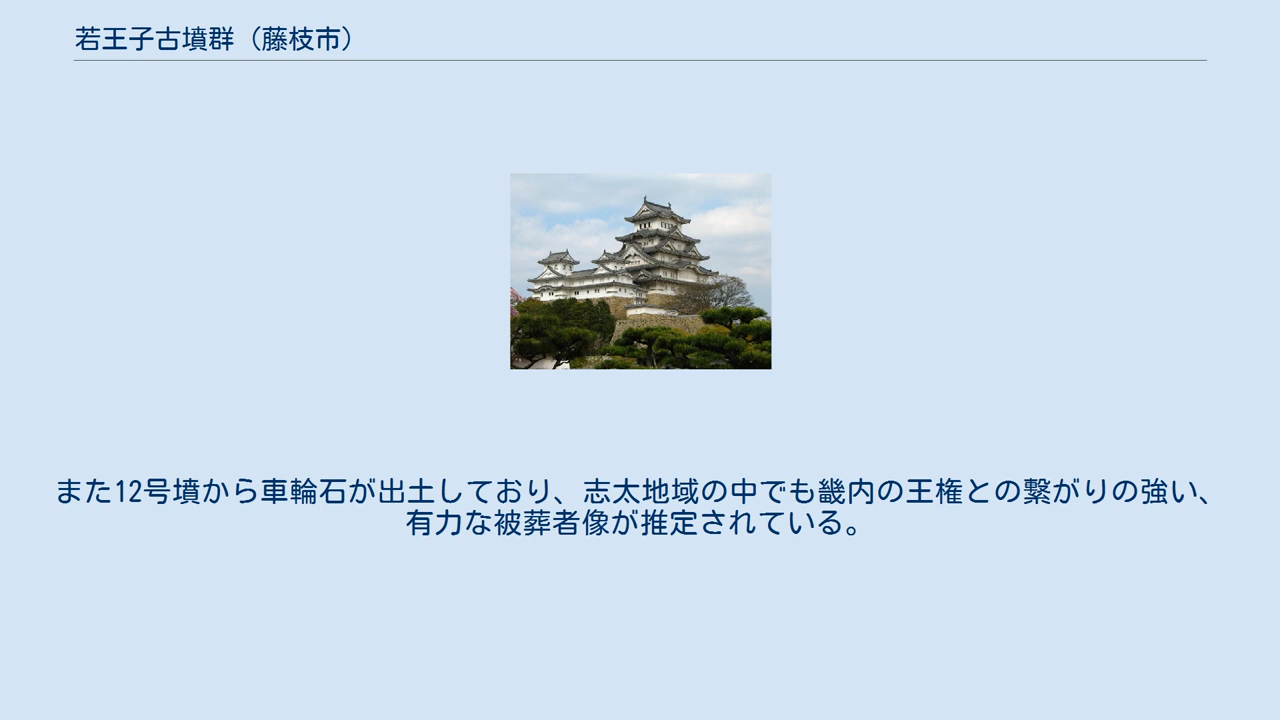 若王子古墳群（藤枝市）
また12号墳から車輪石が出土しており、志太地域の中でも畿内の王権との繋がりの強い、
有力な被葬者像が推定されている。